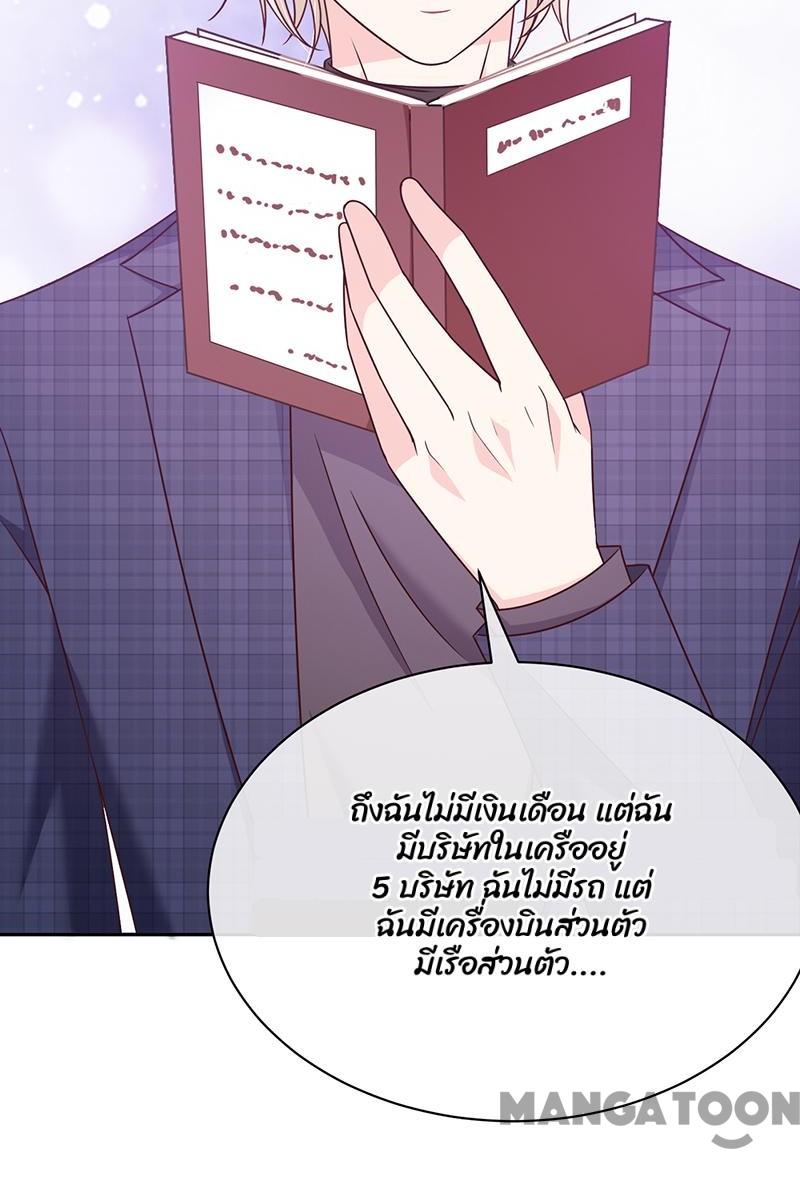 ถึงฉันไม่มีเงินเดือน แต่ฉัน
มีบริษัทในเครืออยู่
5 บริษัท ฉันไม่มีรถ แต่
ฉันมีเครื่องบินส่วนตัว
มีเรือส่วนตัว....
MANGATOON